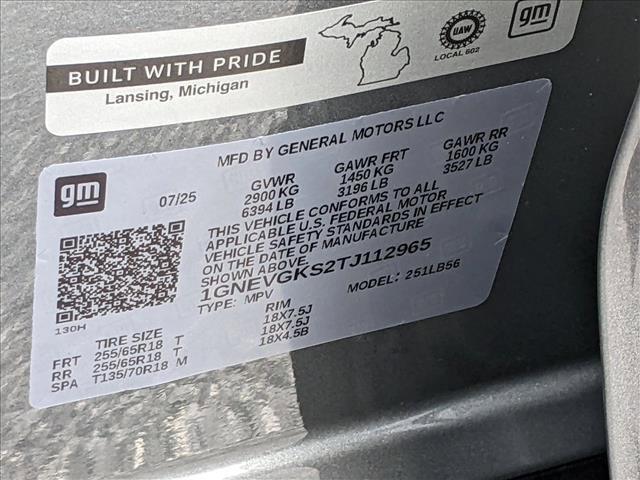 BUILT WITH PRIDE
Lansing, Michigan
UAW
LOCAL 602
gm
gm
MFD BY GENERAL MOTORS LLC
07/25
GVWR GAWR FRT GAWR RR
2900 KG 1450 KG 1600 KG
6394 LB 3196 LB 3527 LB
THIS VEHICLE CONFORMS TO ALL
APPLICABLE U.S. FEDERAL MOTOR
VEHICLE SAFETY STANDARDS IN EFFECT
ON THE DATE OF MANUFACTURE
SHOWN ABOVE.
1GNEVGKS2TJ112965
TYPE: MPV MODEL: 251LB56
130H
TIRE SIZE RIM
FRT 255/65R18 T 18X7.5J
RR 255/65R18 T 18X7.5J
SPA T135/70R18 M 18X4.5B